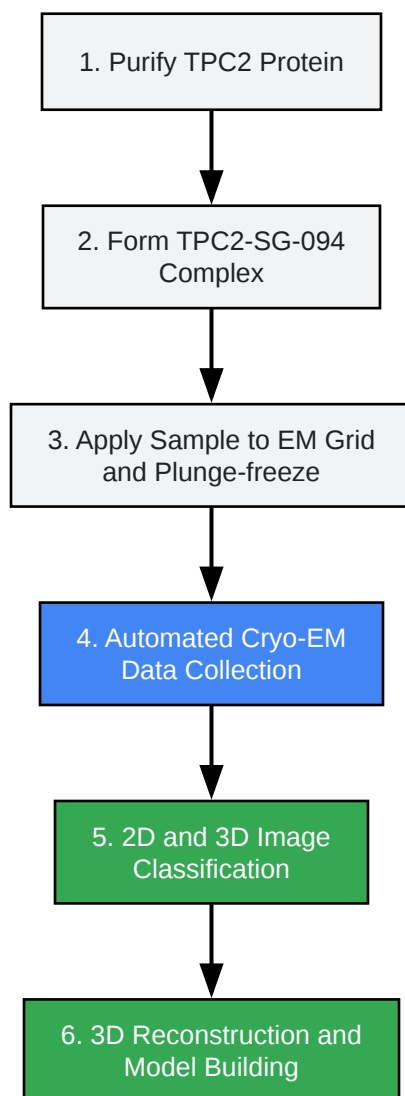 1. Purify TPC2 Protein
2. Form TPC2-SG-094
Complex
3. Apply Sample to EM Grid
and Plunge-freeze
4. Automated Cryo-EM
Data Collection
5. 2D and 3D Image
Classification
6. 3D Reconstruction and
Model Building